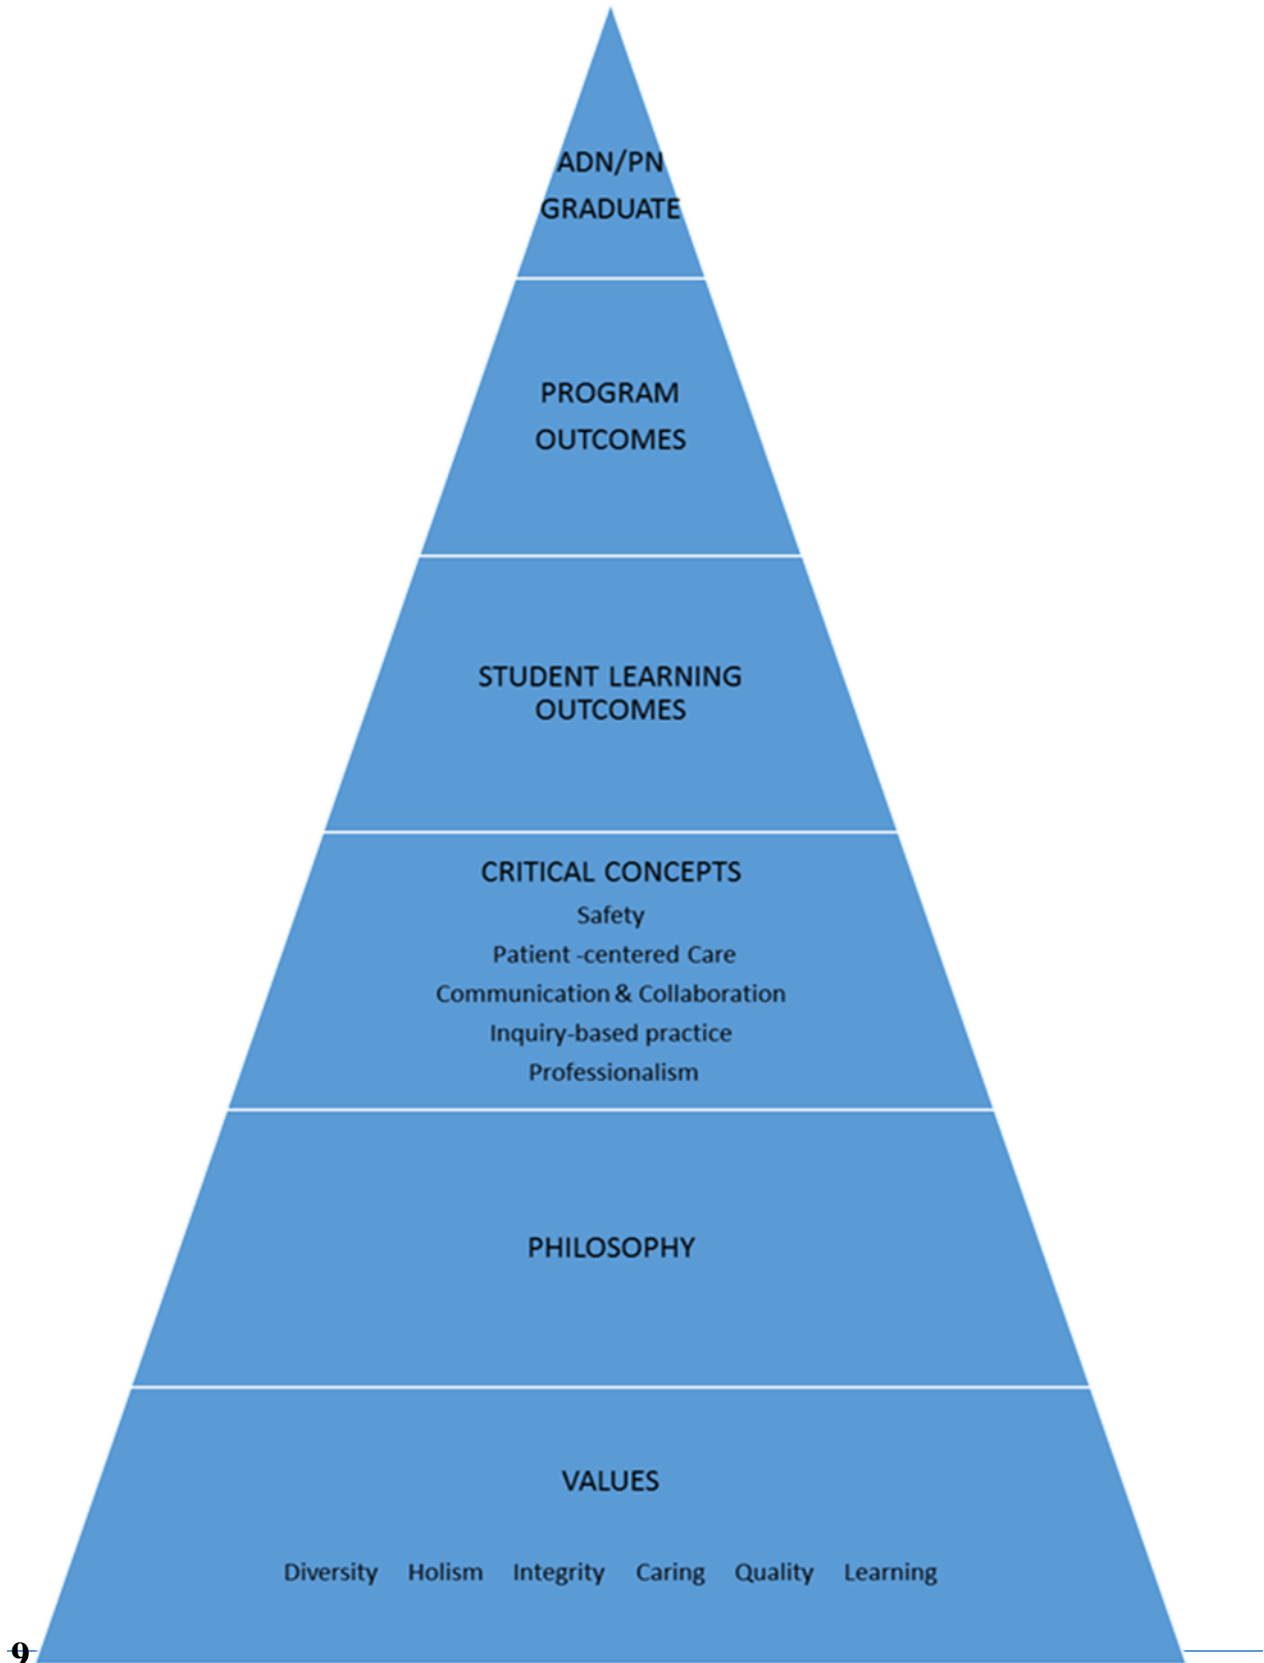 ADN/PN
GRADUATE
PROGRAM
OUTCOMES
STUDENT LEARNING
OUTCOMES
CRITICAL CONCEPTS
Safety
Patient -centered Care
Communication & Collaboration
Inquiry-based practice
Professionalism
PHILOSOPHY
VALUES
Diversity Holism Integrity Caring Quality Learning
9